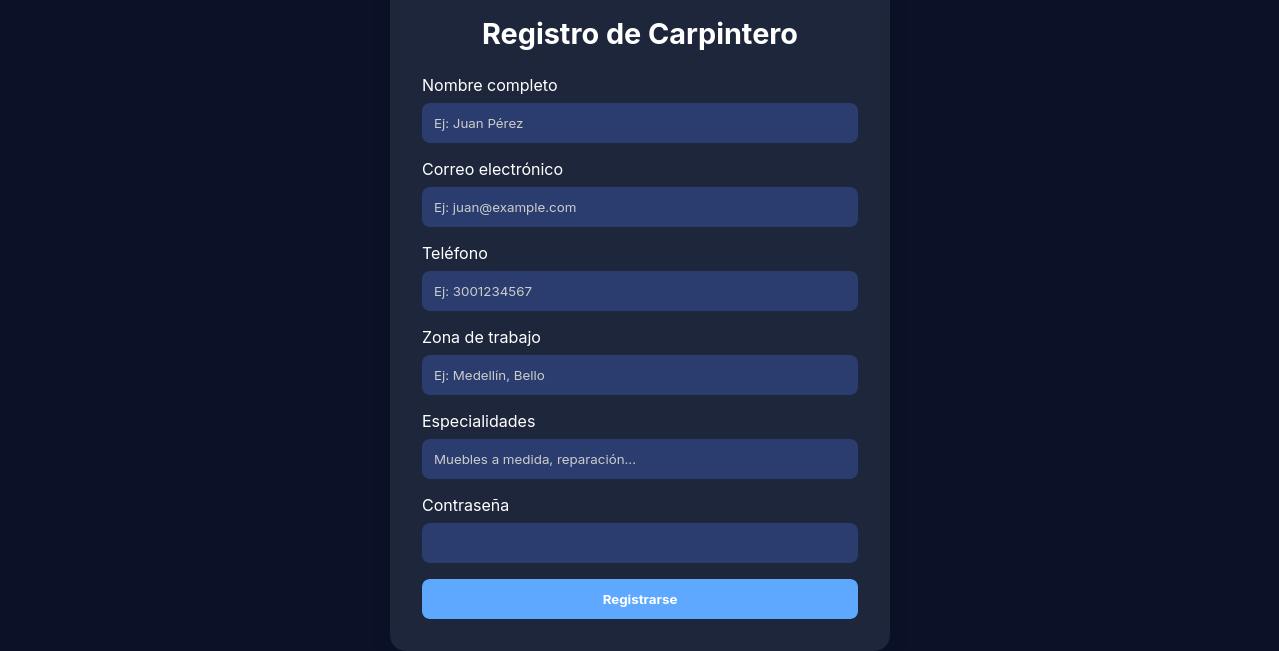 Registro de Carpintero
Nombre completo
Ej: Juan Pérez
Correo electrónico
Ej: juan@example.com
Teléfono
Ej: 3001234567
Zona de trabajo
Ej: Medellín, Bello
Especialidades
Muebles a medida, reparación...
Contraseña
Registrarse